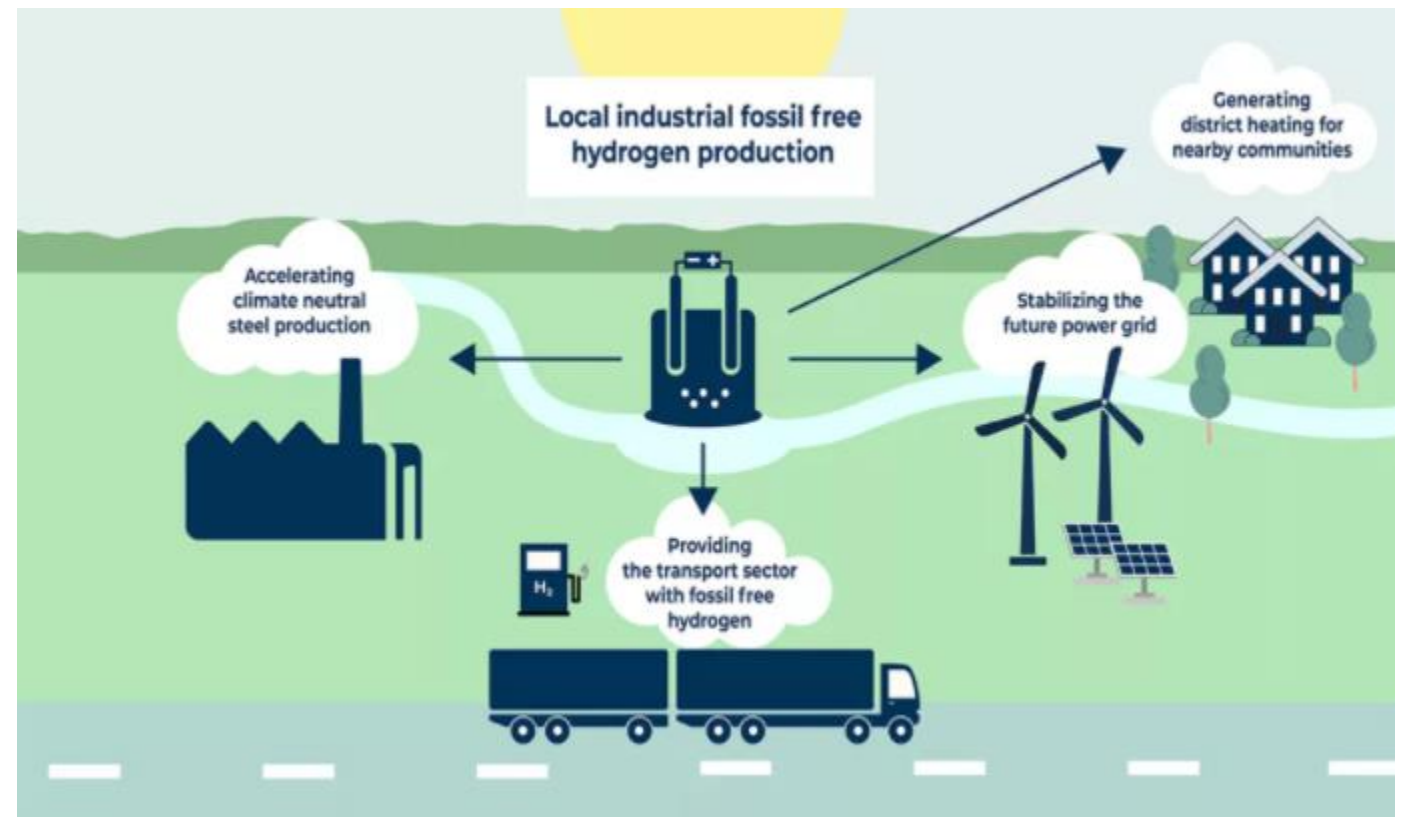 Local industrial fossil free
hydrogen production
Generating
district heating for
nearby communities
Accelerating
climate neutral
steel production
Stabilizing the
future power grid
Providing
the transport sector
with fossil free
hydrogen
H₂
− +